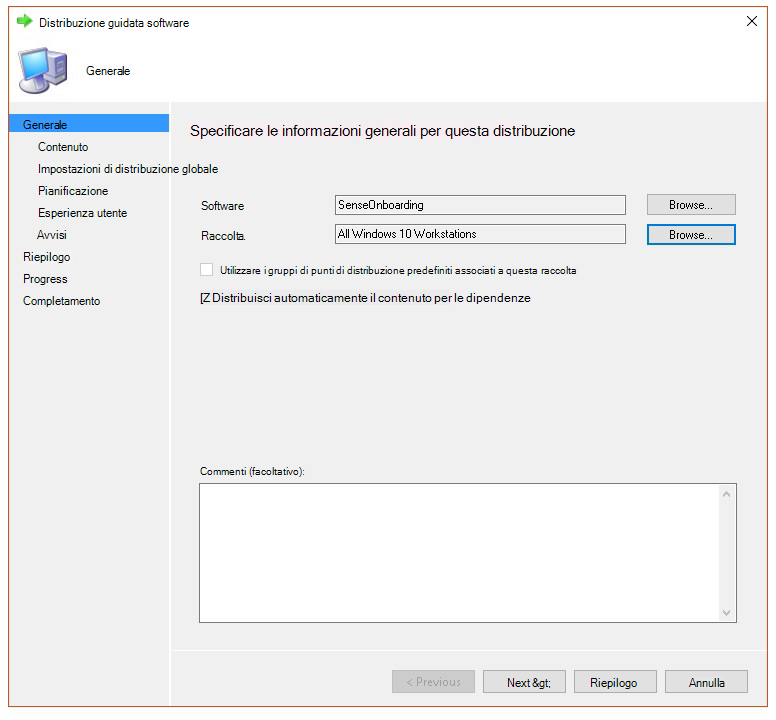 Distribuzione guidata software
Generale
Generale
Contenuto
Impostazioni di distribuzione globale
Pianificazione
Esperienza utente
Avvisi
Riepilogo
Progress
Completamento
Specificare le informazioni generali per questa distribuzione
Software
SenseOnboarding
Browse...
Raccolta.
All Windows 10 Workstations
Browse...
Utilizzare i gruppi di punti di distribuzione predefiniti associati a questa raccolta
[Z Distribuisci automaticamente il contenuto per le dipendenze
Commenti (facoltativo):
< Previous
Next &gt;
Riepilogo
Annulla